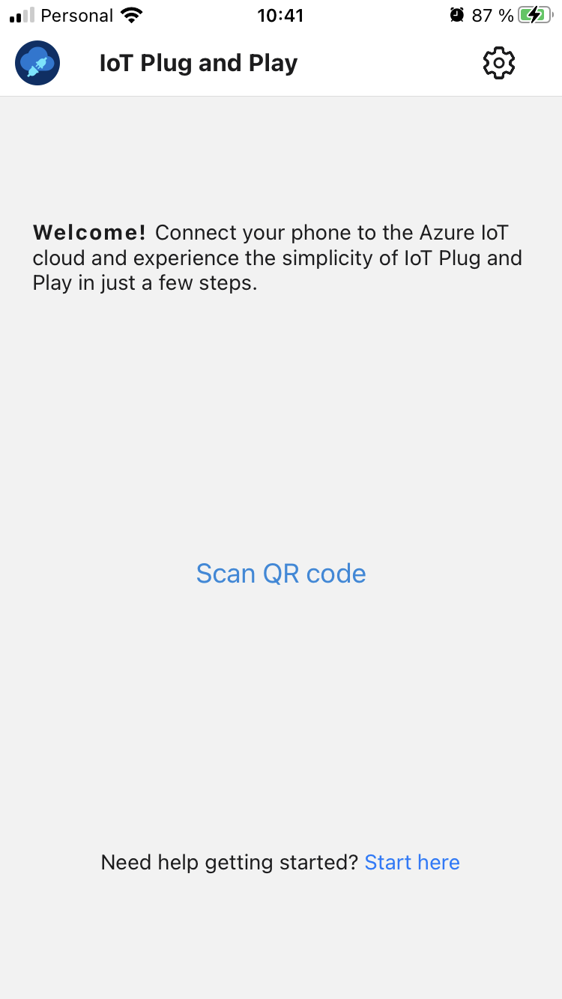 Personal 10:41 87 %
IoT Plug and Play
Welcome! Connect your phone to the Azure IoT
cloud and experience the simplicity of IoT Plug and
Play in just a few steps.
Scan QR code
Need help getting started? Start here